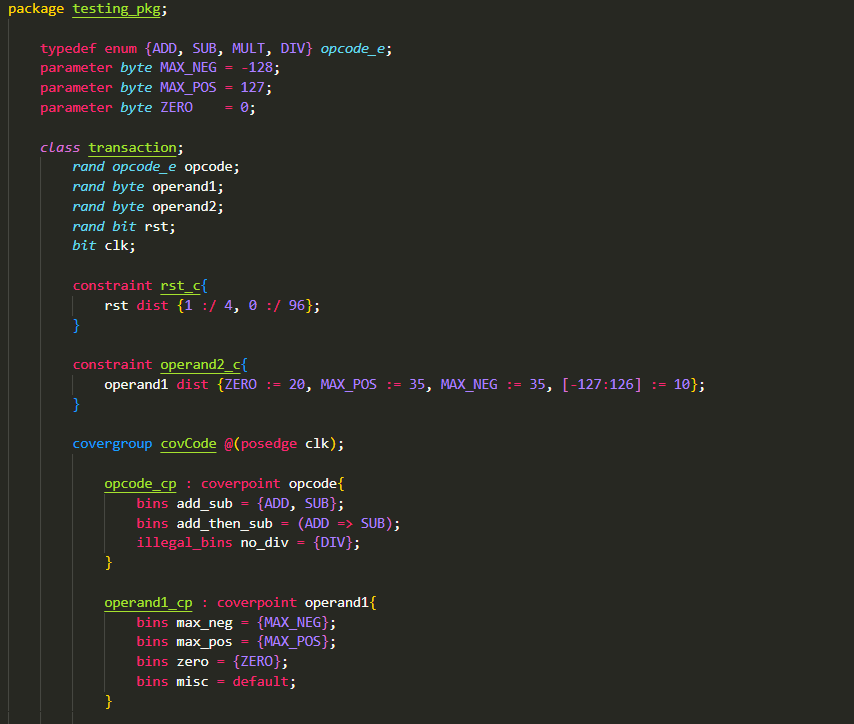 package testing_pkg;
typedef enum {ADD, SUB, MULT, DIV} opcode_e;
parameter byte MAX_NEG = -128;
parameter byte MAX_POS = 127;
parameter byte ZERO    = 0;
class transaction;
rand opcode_e opcode;
rand byte operand1;
rand byte operand2;
rand bit rst;
bit clk;
constraint rst_c{
rst dist {1 :/ 4, 0 :/ 96};
}
constraint operand2_c{
operand1 dist {ZERO := 20, MAX_POS := 35, MAX_NEG := 35, [-127:126] := 10};
}
covergroup covCode @(posedge clk);
opcode_cp : coverpoint opcode{
bins add_sub = {ADD, SUB};
bins add_then_sub = (ADD => SUB);
illegal_bins no_div = {DIV};
}
operand1_cp : coverpoint operand1{
bins max_neg = {MAX_NEG};
bins max_pos = {MAX_POS};
bins zero = {ZERO};
bins misc = default;
}